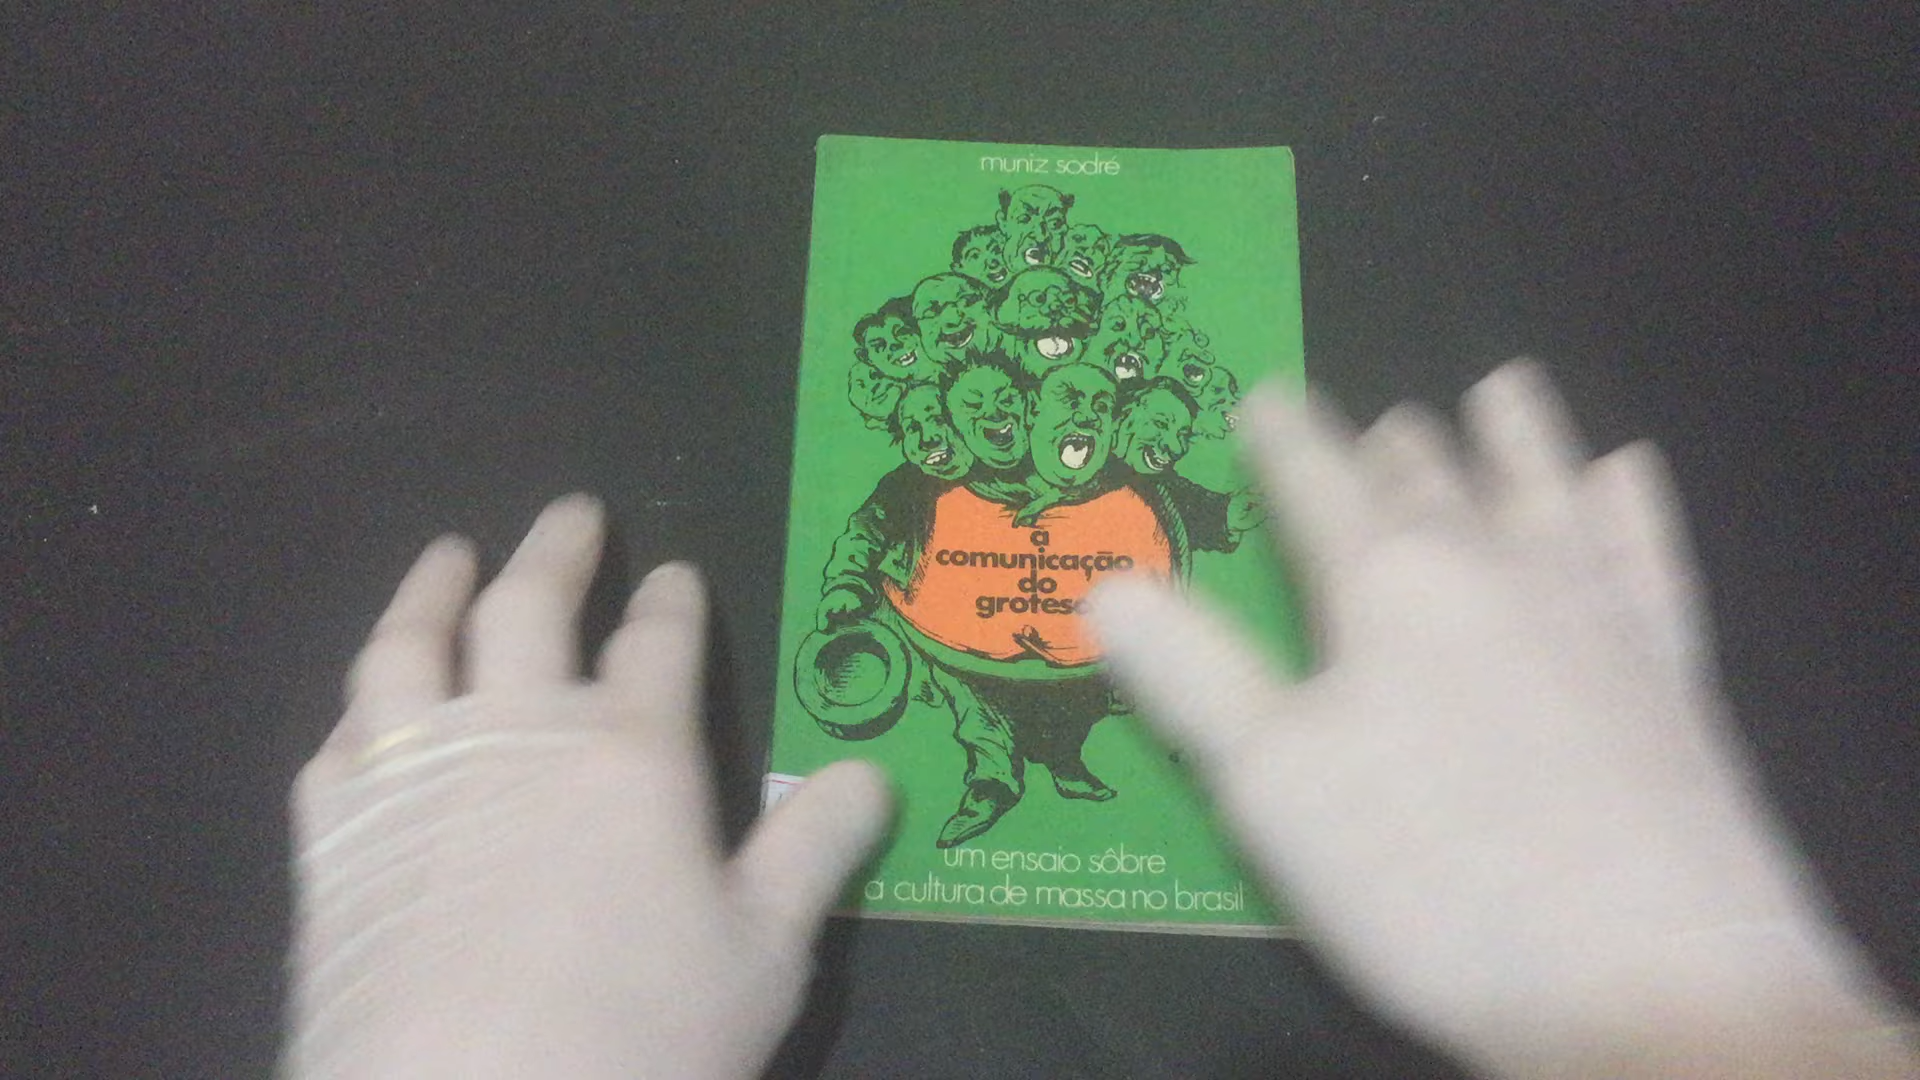 muniz sodré
a
comunicação
do
um ensaio sôbre
a cultura de massa no brasil